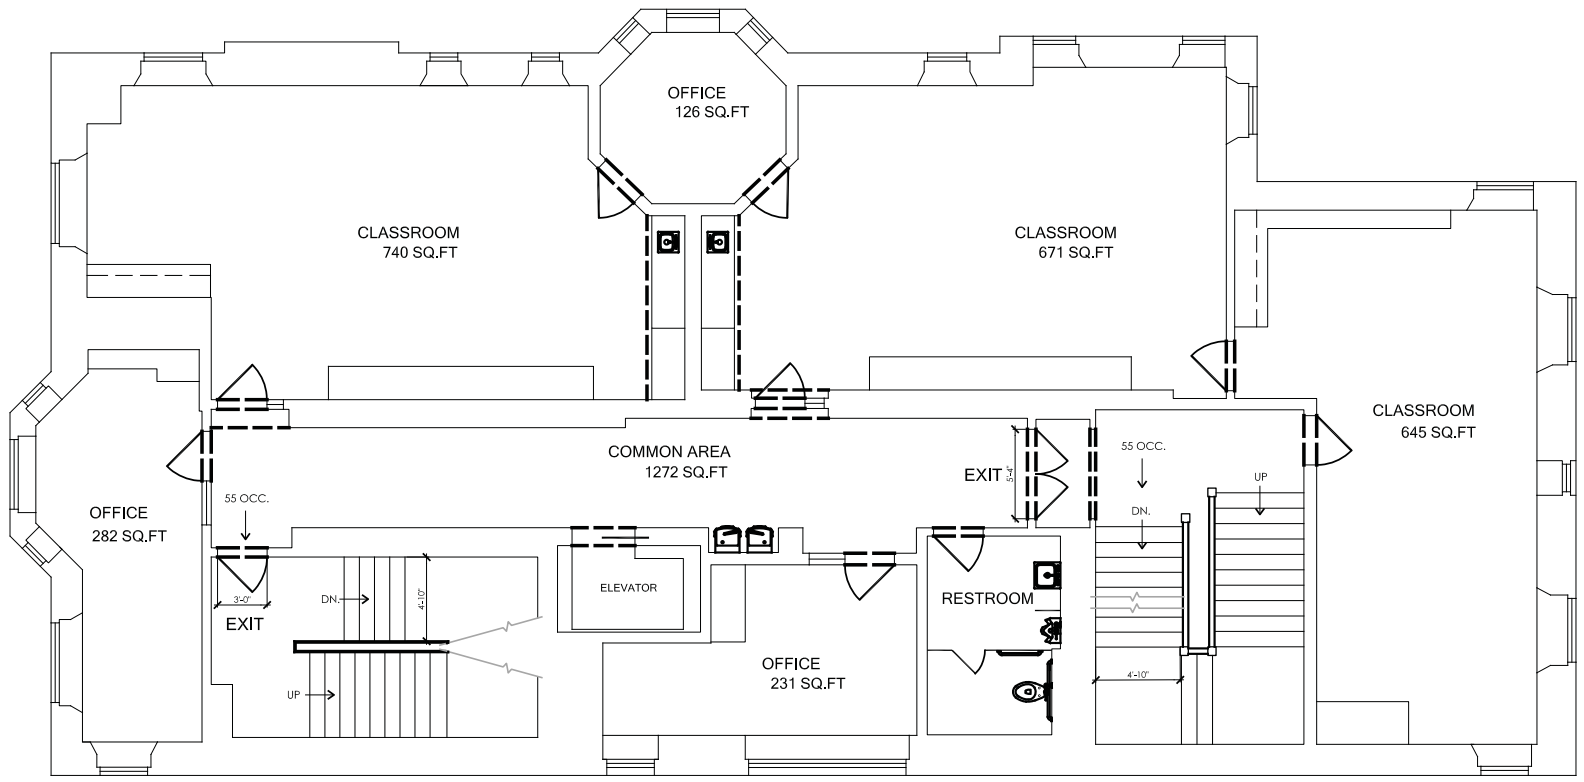 OFFICE
126 SQ.FT
CLASSROOM
740 SQ.FT
CLASSROOM
671 SQ.FT
CLASSROOM
645 SQ.FT
COMMON AREA
1272 SQ.FT
EXIT
5'-4"
55 OCC.
UP
DN.
OFFICE
282 SQ.FT
55 OCC.
3'-0"
EXIT
DN.
4'-10"
UP
ELEVATOR
RESTROOM
OFFICE
231 SQ.FT
4'-10"